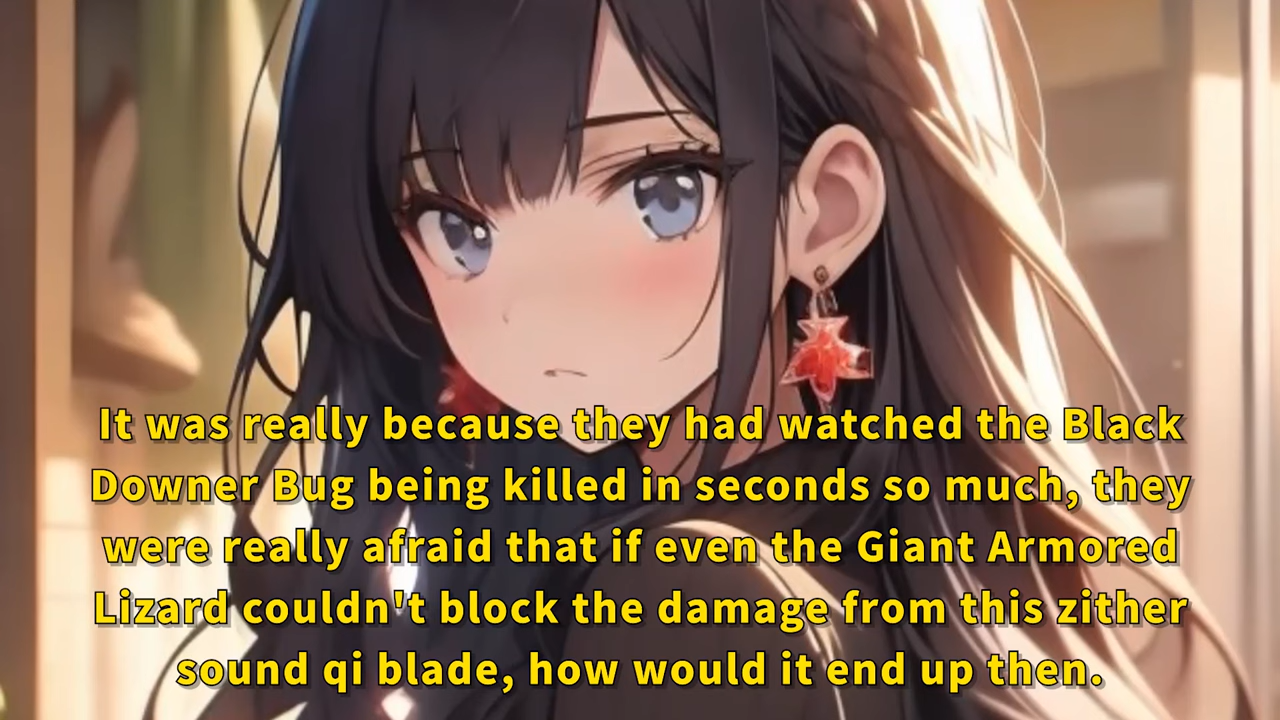 It was really because they had watched the Black
Downer Bug being killed in seconds so much, they
were really afraid that if even the Giant Armored
Lizard couldn't block the damage from this zither
sound qi blade, how would it end up then.